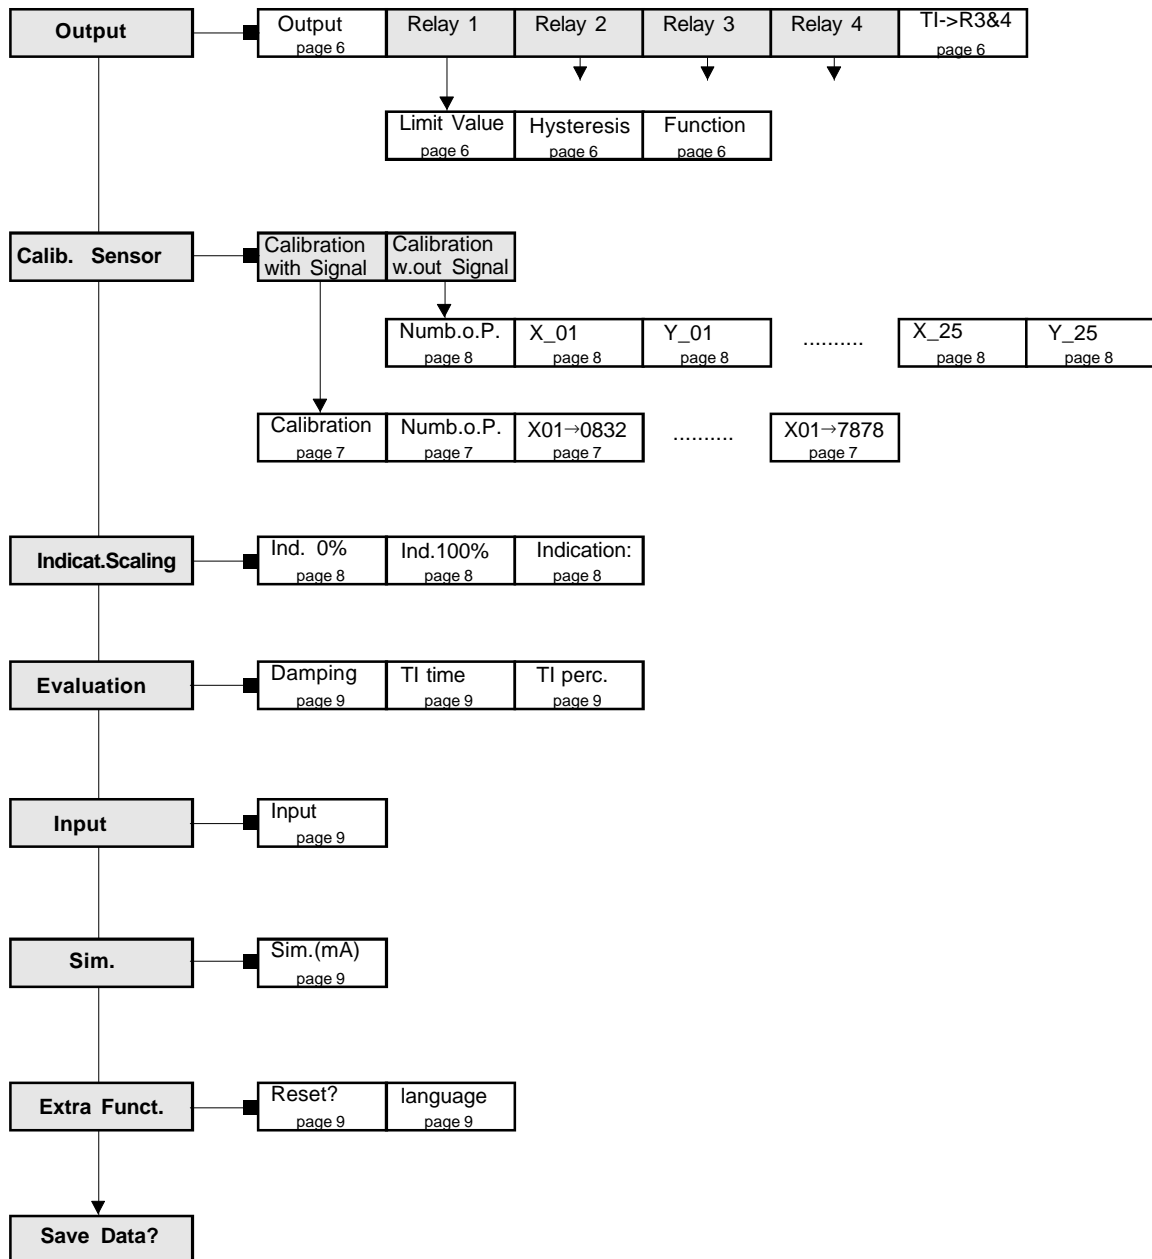 Output
Output
page 6
Relay 1
Relay 2
Relay 3
Relay 4
TI->R3&4
page 6
Limit Value
page 6
Hysteresis
page 6
Function
page 6
Calib. Sensor
Calibration
with Signal
Calibration
w.out Signal
Numb.o.P.
page 8
X_01
page 8
Y_01
page 8
..........
X_25
page 8
Y_25
page 8
Calibration
page 7
Numb.o.P.
page 7
X01→0832
page 7
..........
X01→7878
page 7
Indicat.Scaling
Ind. 0%
page 8
Ind.100%
page 8
Indication:
page 8
Evaluation
Damping
page 9
TI time
page 9
TI perc.
page 9
Input
Input
page 9
Sim.
Sim.(mA)
page 9
Extra Funct.
Reset?
page 9
language
page 9
Save Data?